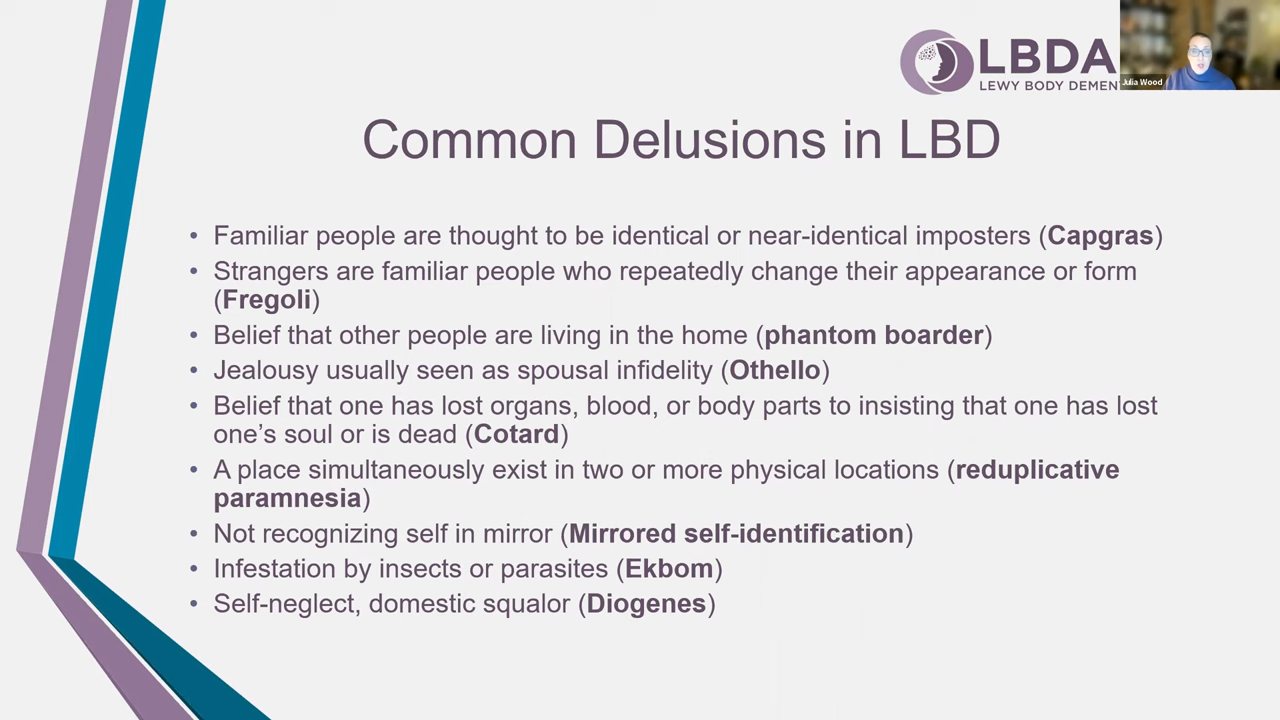 LBDA
LEWY BODY DEMEN
Julia Wood
Common Delusions in LBD
• Familiar people are thought to be identical or near-identical imposters (Capgras)
• Strangers are familiar people who repeatedly change their appearance or form
(Fregoli)
• Belief that other people are living in the home (phantom boarder)
• Jealousy usually seen as spousal infidelity (Othello)
• Belief that one has lost organs, blood, or body parts to insisting that one has lost
one's soul or is dead (Cotard)
• A place simultaneously exist in two or more physical locations (reduplicative
paramnesia)
• Not recognizing self in mirror (Mirrored self-identification)
• Infestation by insects or parasites (Ekbom)
• Self-neglect, domestic squalor (Diogenes)